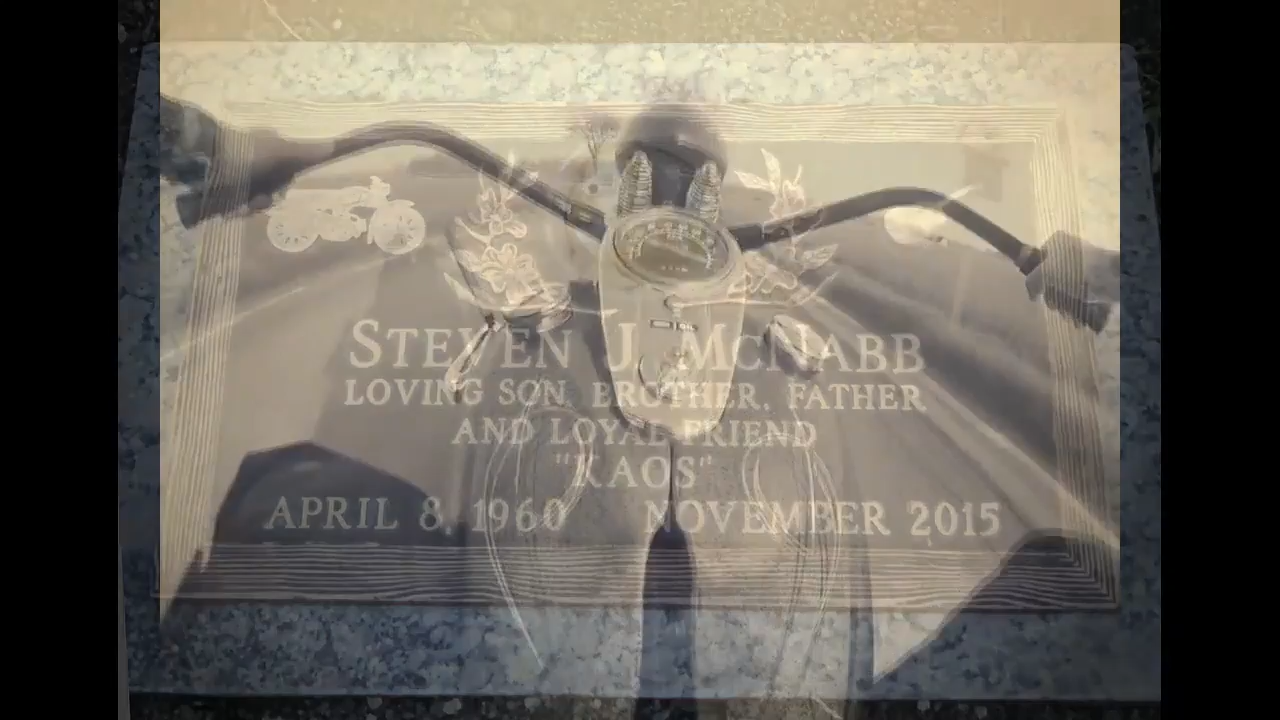 STEVEN J. MCNABB
LOVING SON, BROTHER, FATHER
AND LOYAL FRIEND
"KAOS"
APRIL 8, 1960 NOVEMBER 2015